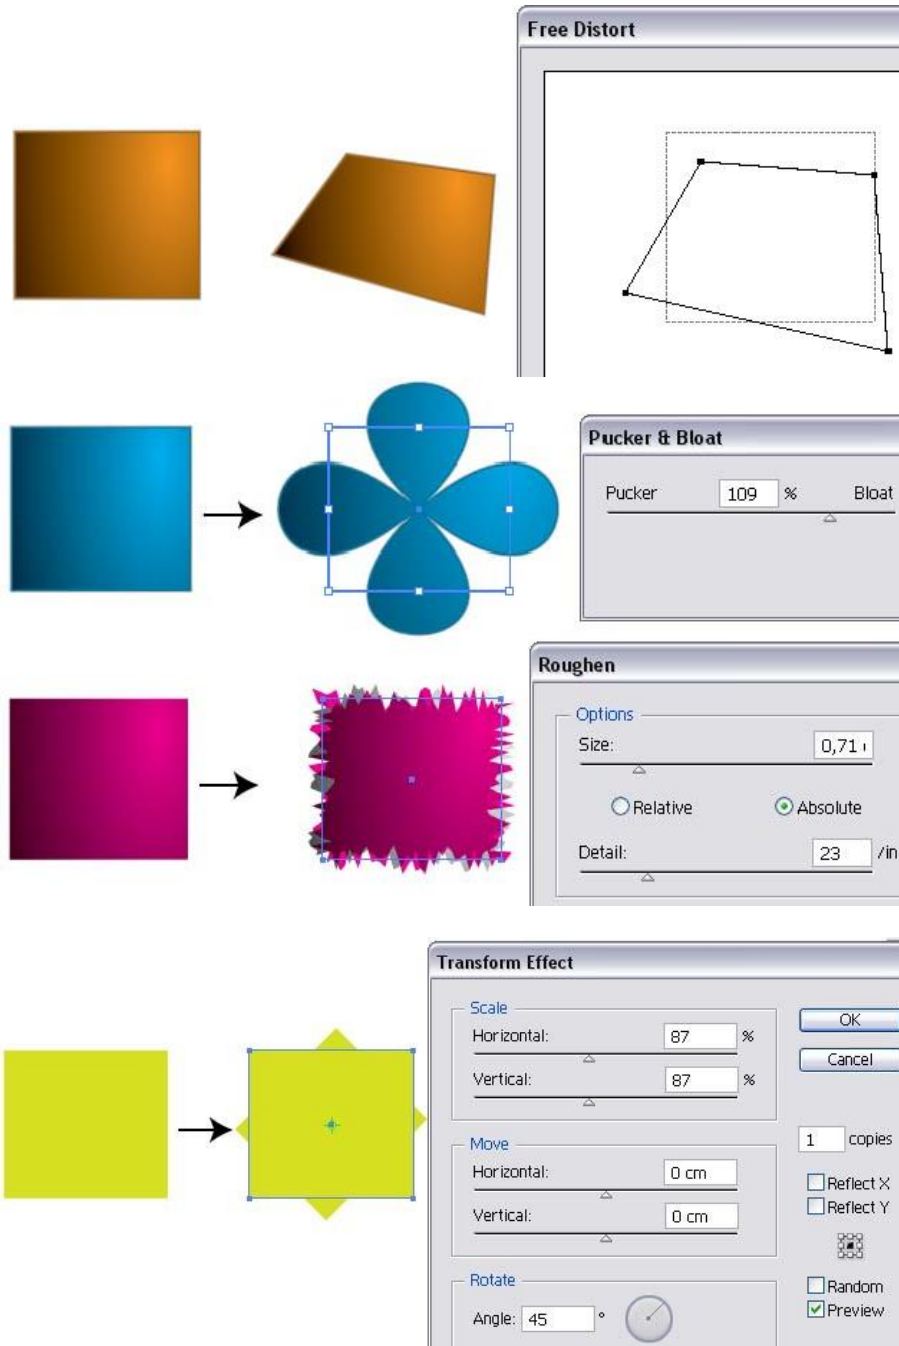 Free Distort
Pucker & Bloat
Pucker 109 % Bloat
Roughen
Options
Size: 0,71
Relative Absolute
Detail: 23 /in
Transform Effect
Scale
OK
Horizontal: 87 %
Cancel
Vertical: 87 %
1 copies
Move
Horizontal: 0 cm
Reflect X
Reflect Y
Vertical: 0 cm
Rotate
Random
Preview
Angle: 45 °